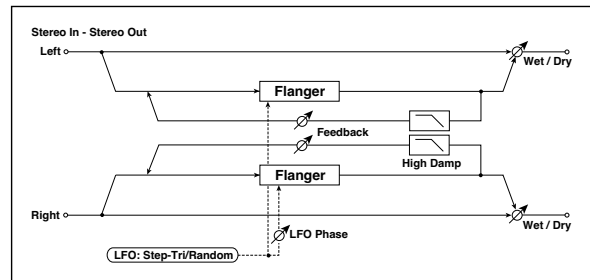 Stereo In - Stereo Out
Left
Wet / Dry
Flanger
Feedback
High Damp
Flanger
Right
LFO Phase
Wet / Dry
LFO: Step-Tri/Random